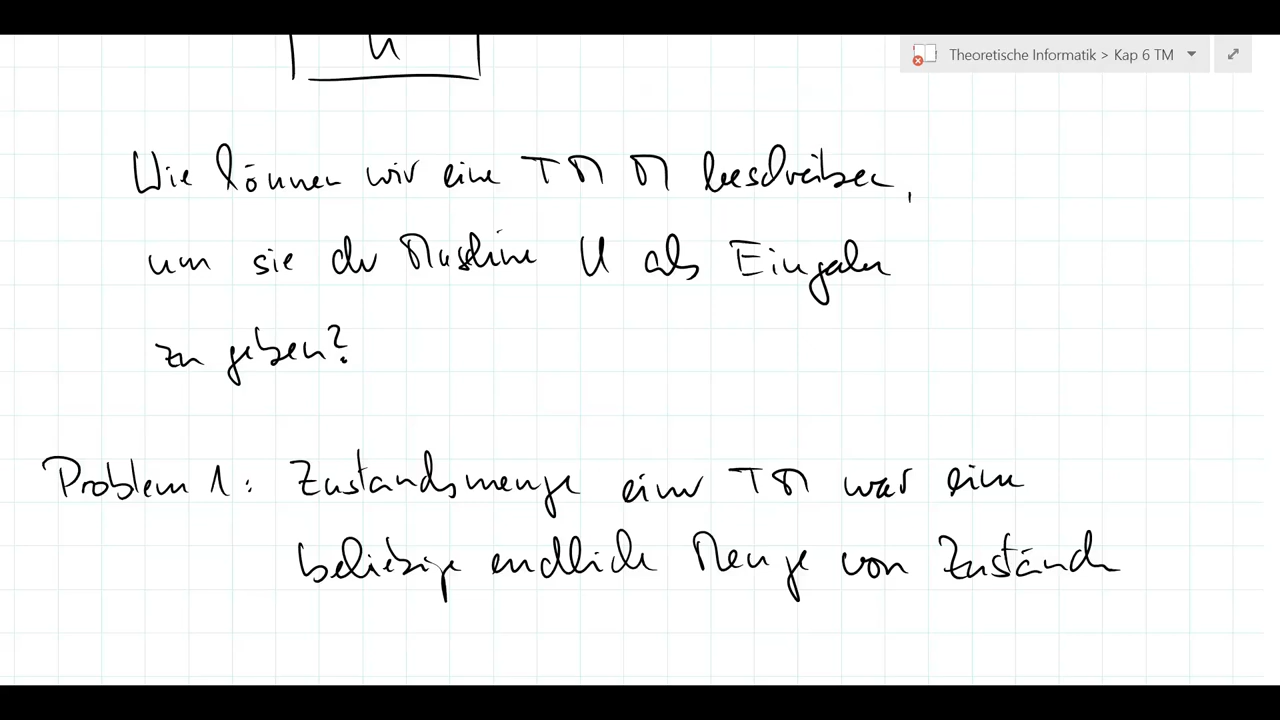 U
Theoretische Informatik > Kap 6 TM
Wie können wir eine TM M beschreiben,
um sie der Maschine U als Eingabe
zu geben?
Problem 1: Zustandsmenge einer TM war eine
beliebige endliche Menge von Zuständen